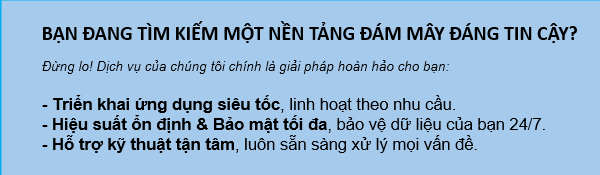 BẠN ĐANG TÌM KIẾM MỘT NỀN TẢNG ĐÁM MÂY ĐÁNG TIN CẬY?
Đừng lo! Dịch vụ của chúng tôi chính là giải pháp hoàn hảo cho bạn:
- Triển khai ứng dụng siêu tốc, linh hoạt theo nhu cầu.
- Hiệu suất ổn định & Bảo mật tối đa, bảo vệ dữ liệu của bạn 24/7.
- Hỗ trợ kỹ thuật tận tâm, luôn sẵn sàng xử lý mọi vấn đề.